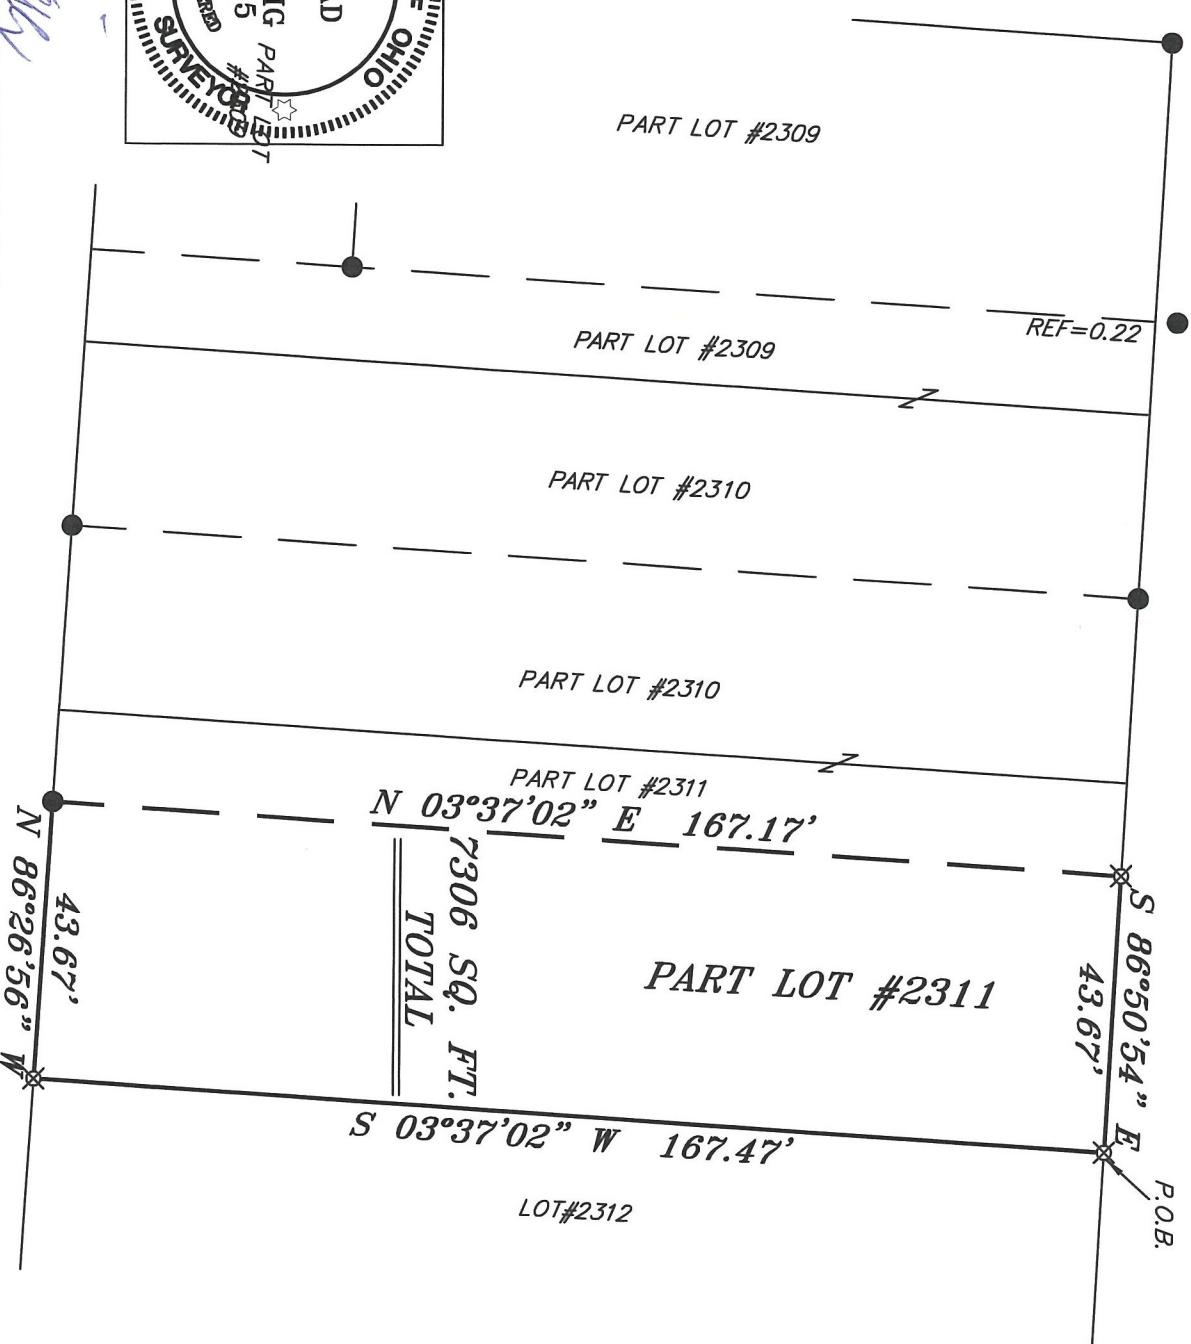 OHIO
SURVEYOR
PART LOT
PART LOT #2309
REF=0.22
PART LOT #2309
PART LOT #2310
PART LOT #2310
PART LOT #2311
N 03°37'02" E 167.17'
N 86°26'56" W
43.67'
7306 SQ. FT.
TOTAL
PART LOT #2311
S 86°50'54" E
43.67'
S 03°37'02" W 167.47'
P.O.B.
LOT#2312